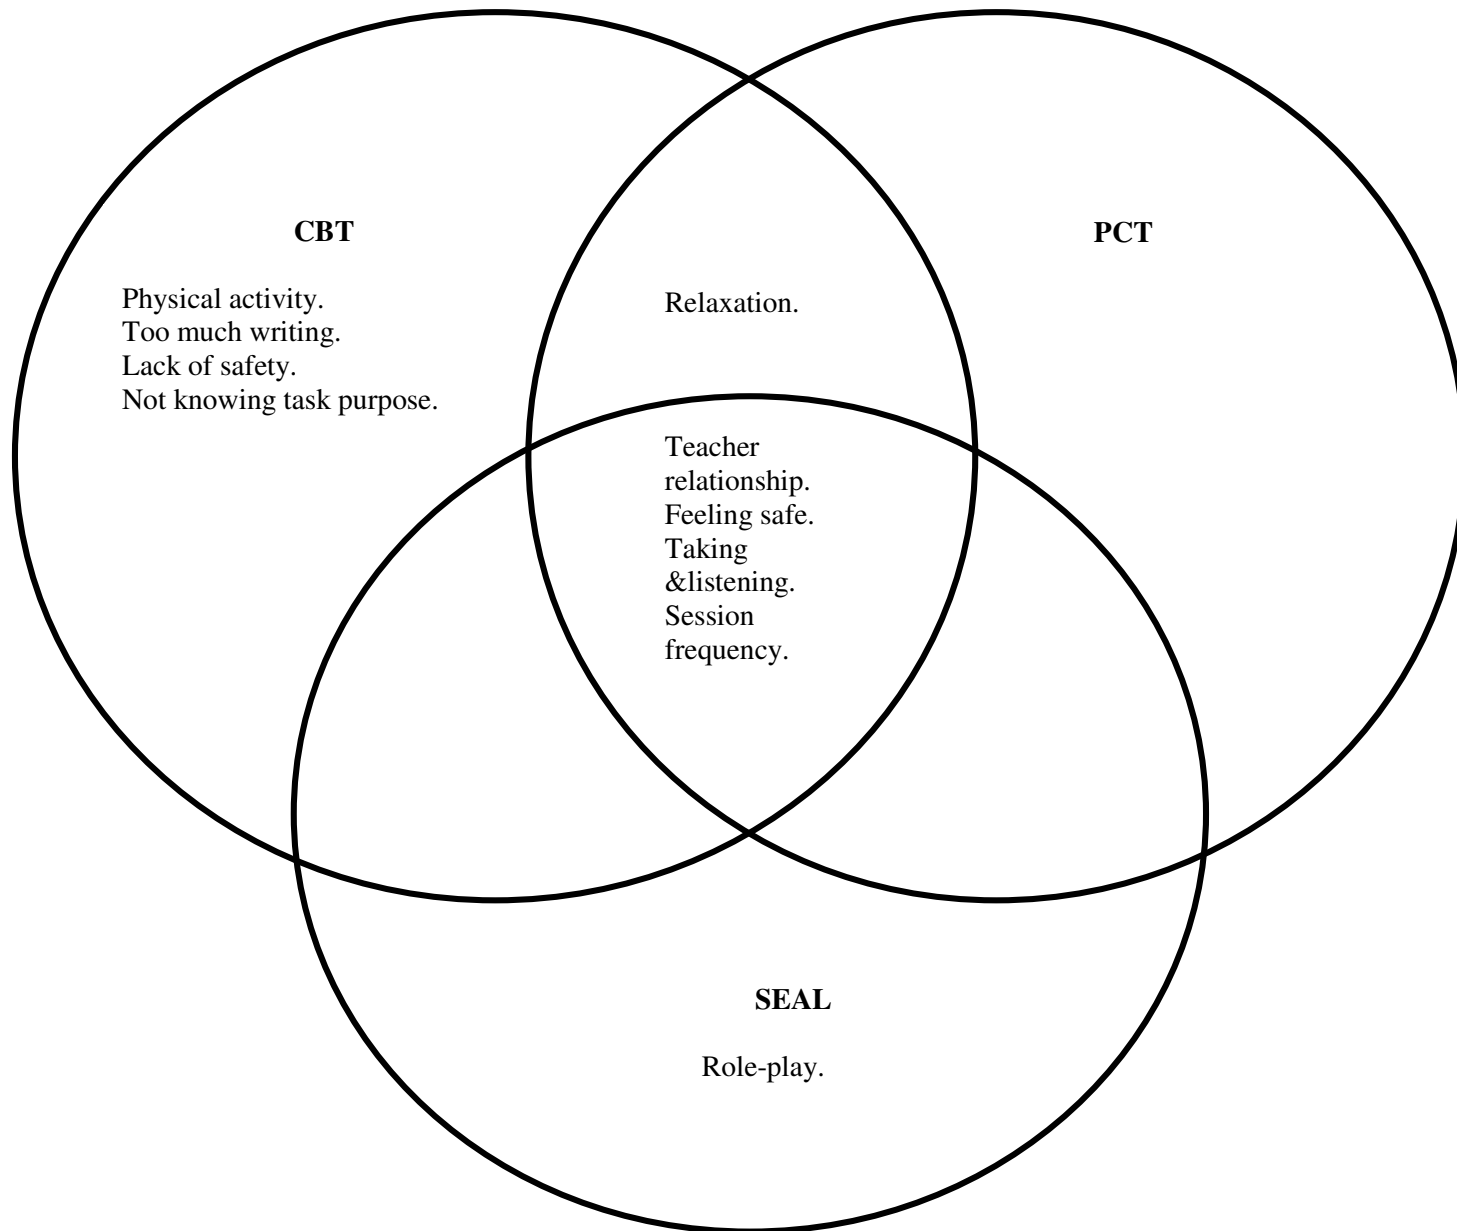 CBT
Physical activity.
Too much writing.
Lack of safety.
Not knowing task purpose.
PCT
Relaxation.
Teacher
relationship.
Feeling safe.
Taking
&listening.
Session
frequency.
SEAL
Role-play.